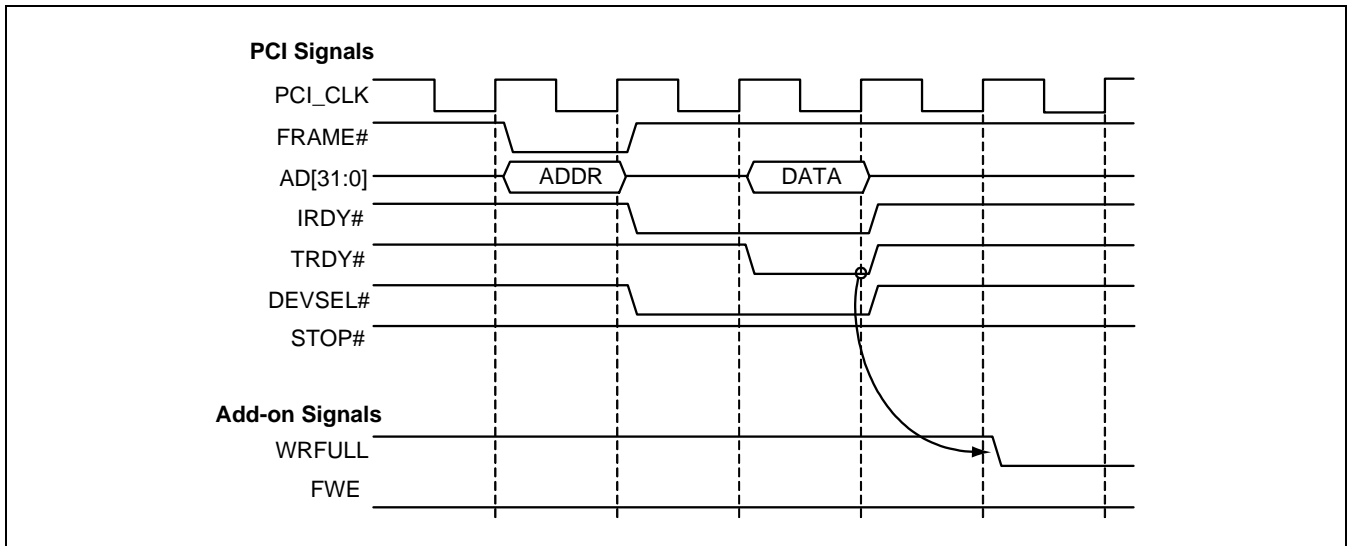 PCI Signals
PCI_CLK
FRAME#
AD[31:0] ADDR DATA
IRDY#
TRDY#
DEVSEL#
STOP#
Add-on Signals
WRFULL
FWE